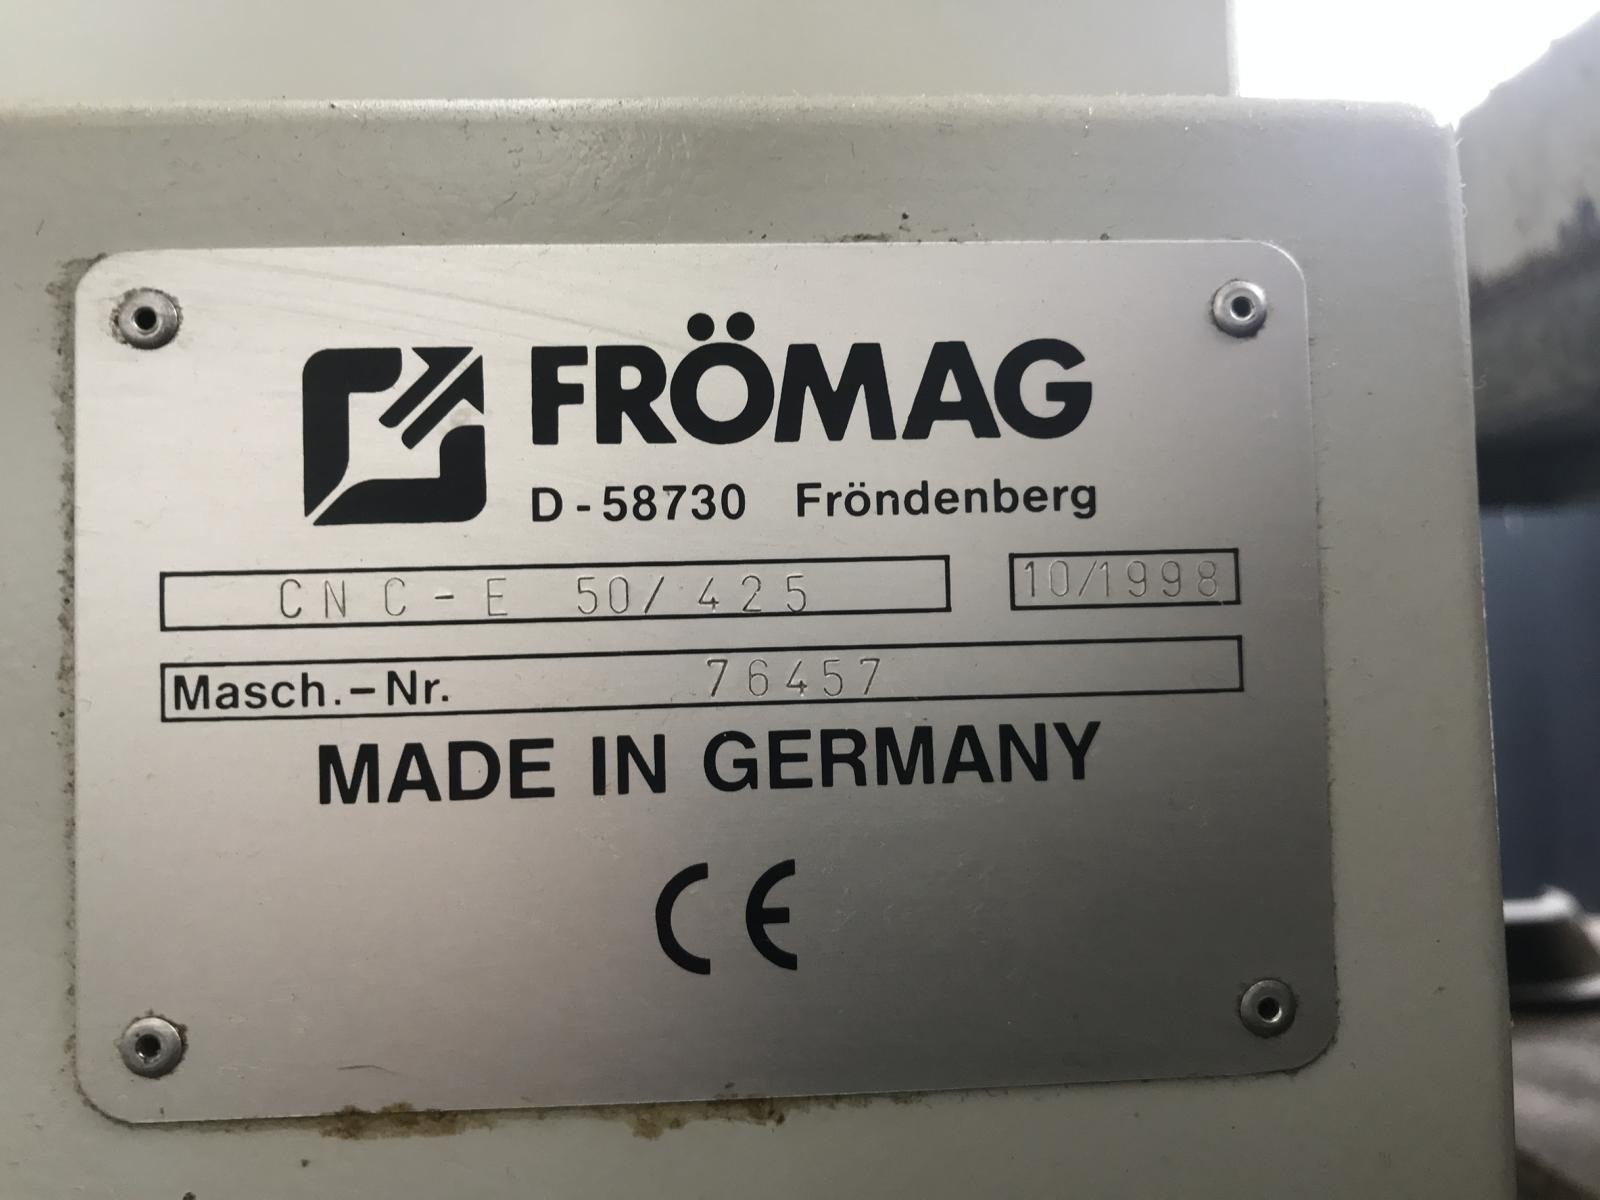 FRÖMAG
D-58730 Fröndenberg
CNC-E 50/425 10/1998
Masch.-Nr. 76457
MADE IN GERMANY
CE